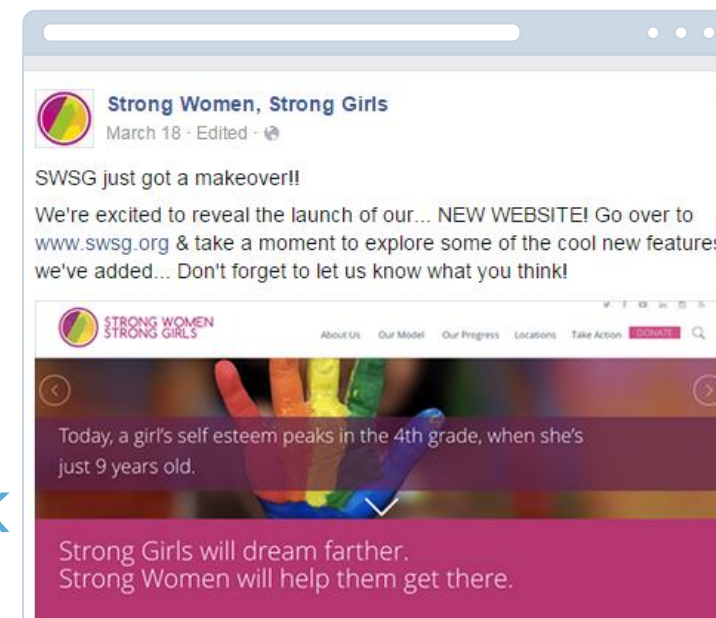 Strong Women, Strong Girls
March 18 · Edited ·
SWSG just got a makeover!!
We're excited to reveal the launch of our... NEW WEBSITE! Go over to
www.swsg.org & take a moment to explore some of the cool new features
we've added... Don't forget to let us know what you think!
STRONG WOMEN
STRONG GIRLS
About Us Our Model Our Progress Locations Take Action DONATE
Today, a girl's self esteem peaks in the 4th grade, when she's
just 9 years old.
Strong Girls will dream farther.
Strong Women will help them get there.